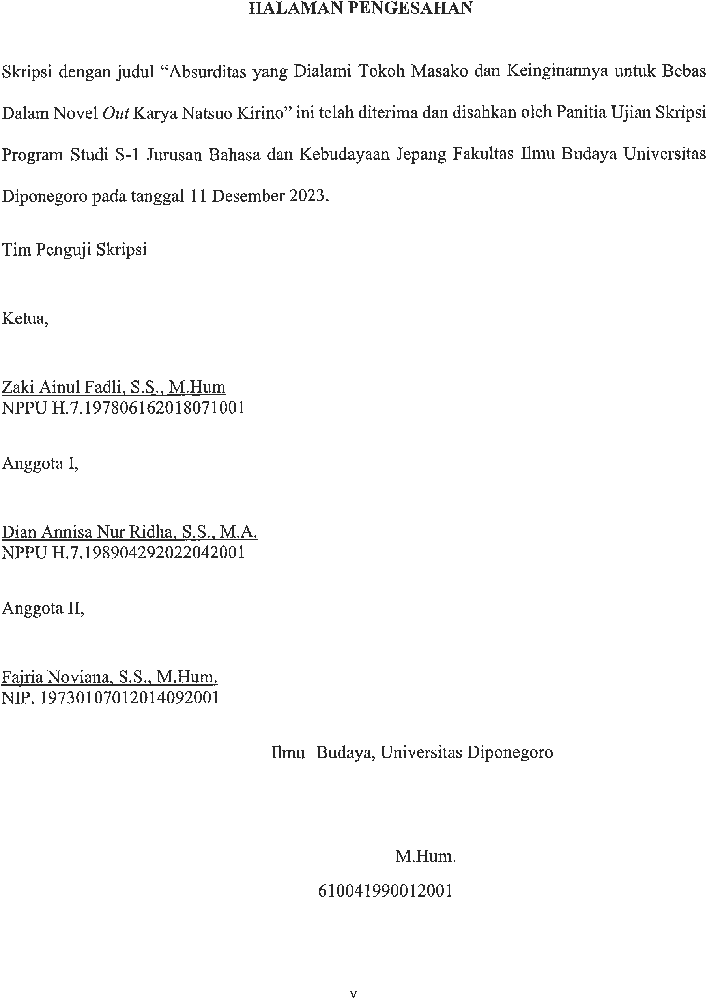 HALAMAN PENGESAHAN
Skripsi dengan judul “Absurditas yang Dialami Tokoh Masako dan Keinginannya untuk Bebas
Dalam Novel Out Karya Natsuo Kirino” ini telah diterima dan disahkan oleh Panitia Ujian Skripsi
Program Studi S-1 Jurusan Bahasa dan Kebudayaan Jepang Fakultas Ilmu Budaya Universitas
Diponegoro pada tanggal 11 Desember 2023.
Tim Penguji Skripsi
Ketua,
Zaki Ainul Fadli, S.S., M.Hum
NPPU H.7.197806162018071001
Anggota I,
Dian Annisa Nur Ridha, S.S., M.A.
NPPU H.7.198904292022042001
Anggota II,
Fajria Noviana, S.S., M.Hum.
NIP. 19730107012014092001
Ilmu Budaya, Universitas Diponegoro
M.Hum.
610041990012001
v